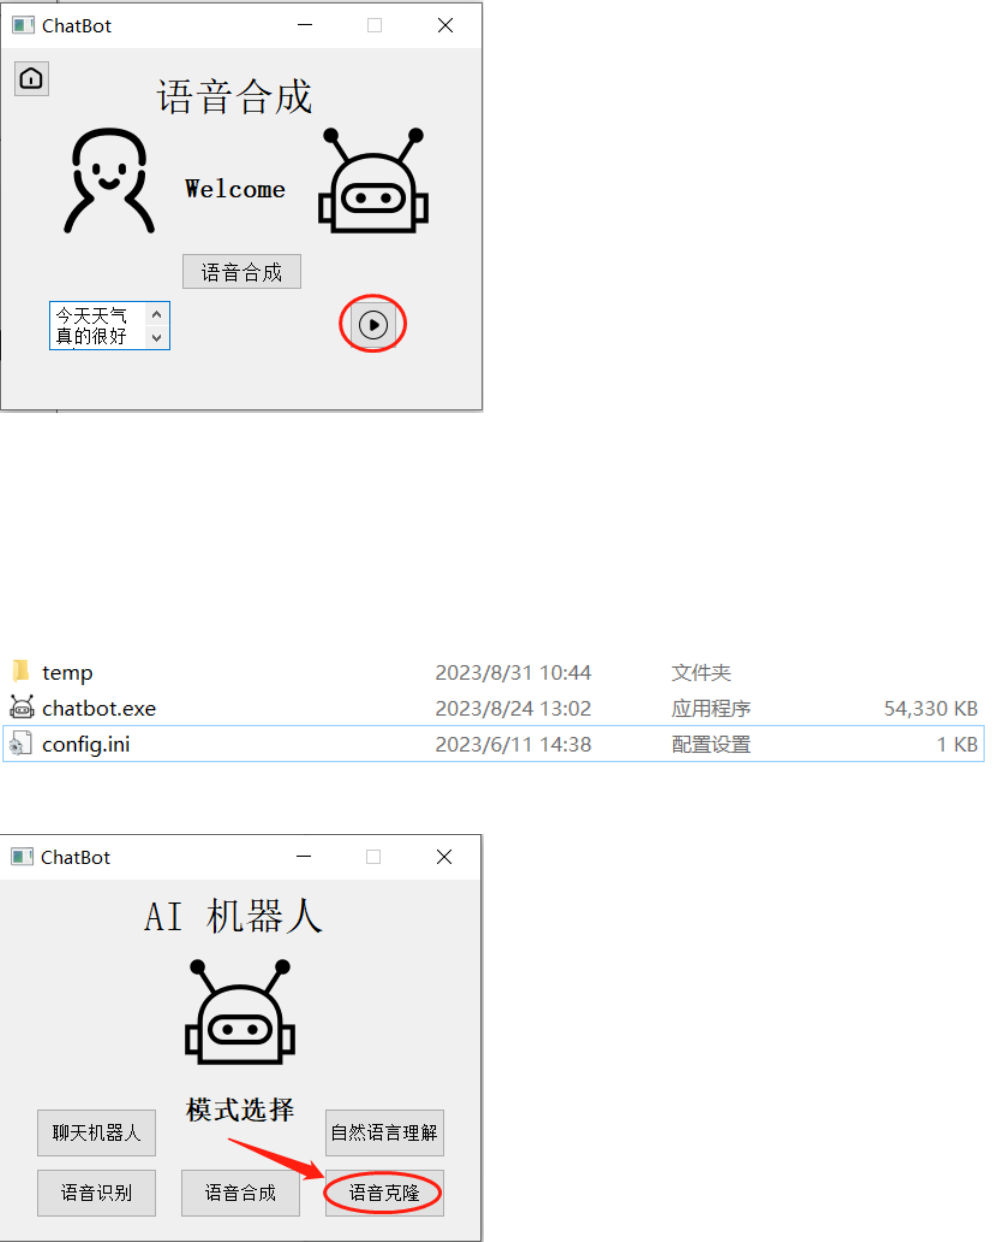 ChatBot
语音合成
Welcome
语音合成
今天天气
真的很好
temp 2023/8/31 10:44 文件夹
chatbot.exe 2023/8/24 13:02 应用程序 54,330 KB
config.ini 2023/6/11 14:38 配置设置 1 KB
ChatBot
AI 机器人
模式选择
聊天机器人 自然语言理解
语音识别 语音合成 语音克隆